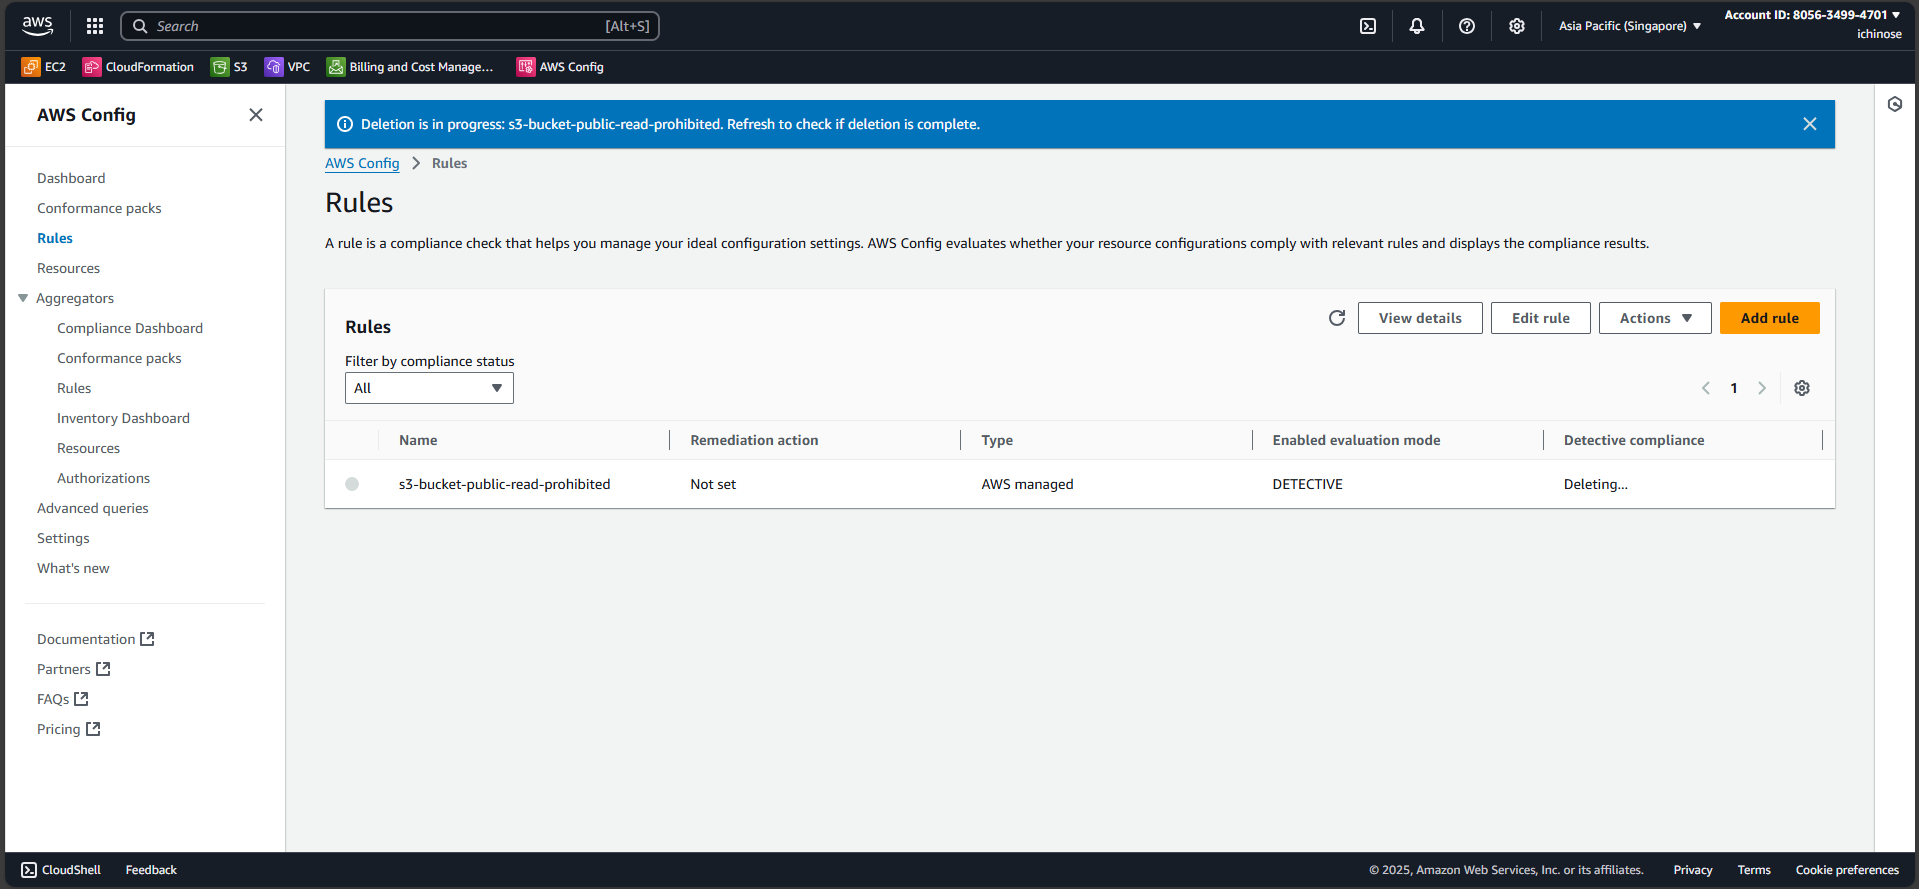 aws
Search [Alt+S]
Asia Pacific (Singapore)
Account ID: 8056-3499-4701
ichinose
EC2 CloudFormation S3 VPC Billing and Cost Manage... AWS Config
AWS Config
Dashboard
Conformance packs
Rules
Resources
Aggregators
Compliance Dashboard
Conformance packs
Rules
Inventory Dashboard
Resources
Authorizations
Advanced queries
Settings
What's new
Documentation
Partners
FAQs
Pricing
Deletion is in progress: s3-bucket-public-read-prohibited. Refresh to check if deletion is complete.
AWS Config > Rules
Rules
A rule is a compliance check that helps you manage your ideal configuration settings. AWS Config evaluates whether your resource configurations comply with relevant rules and displays the compliance results.
Rules
View details Edit rule Actions Add rule
Filter by compliance status
All
1
Name Remediation action Type Enabled evaluation mode Detective compliance
s3-bucket-public-read-prohibited Not set AWS managed DETECTIVE Deleting...
CloudShell Feedback
© 2025, Amazon Web Services, Inc. or its affiliates. Privacy Terms Cookie preferences